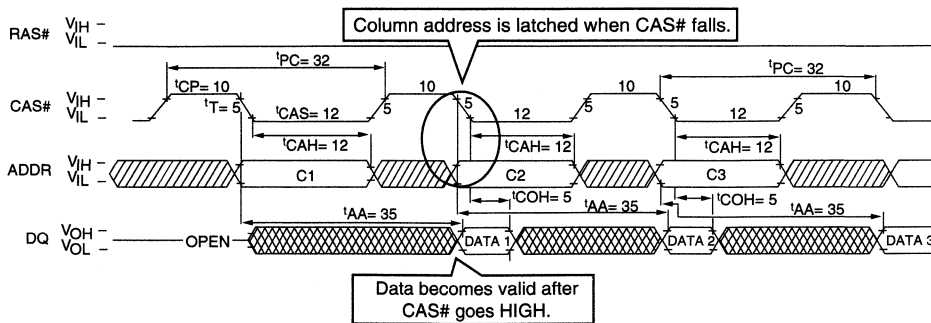 RAS# VIH VIL
Column address is latched when CAS# falls.
tPC= 32 tPC= 32
tCP= 10 10 10 10
CAS# VIH VIL
tT= 5 5 5 5 5 5
tCAS= 12 12 12
tCAH= 12 tCAH= 12 tCAH= 12
ADDR VIH VIL C1 C2 C3
tCOH= 5 tCOH= 5
tAA= 35 tAA= 35 tAA= 35
DQ VOH VOL OPEN DATA 1 DATA 2 DATA 3
Data becomes valid after
CAS# goes HIGH.